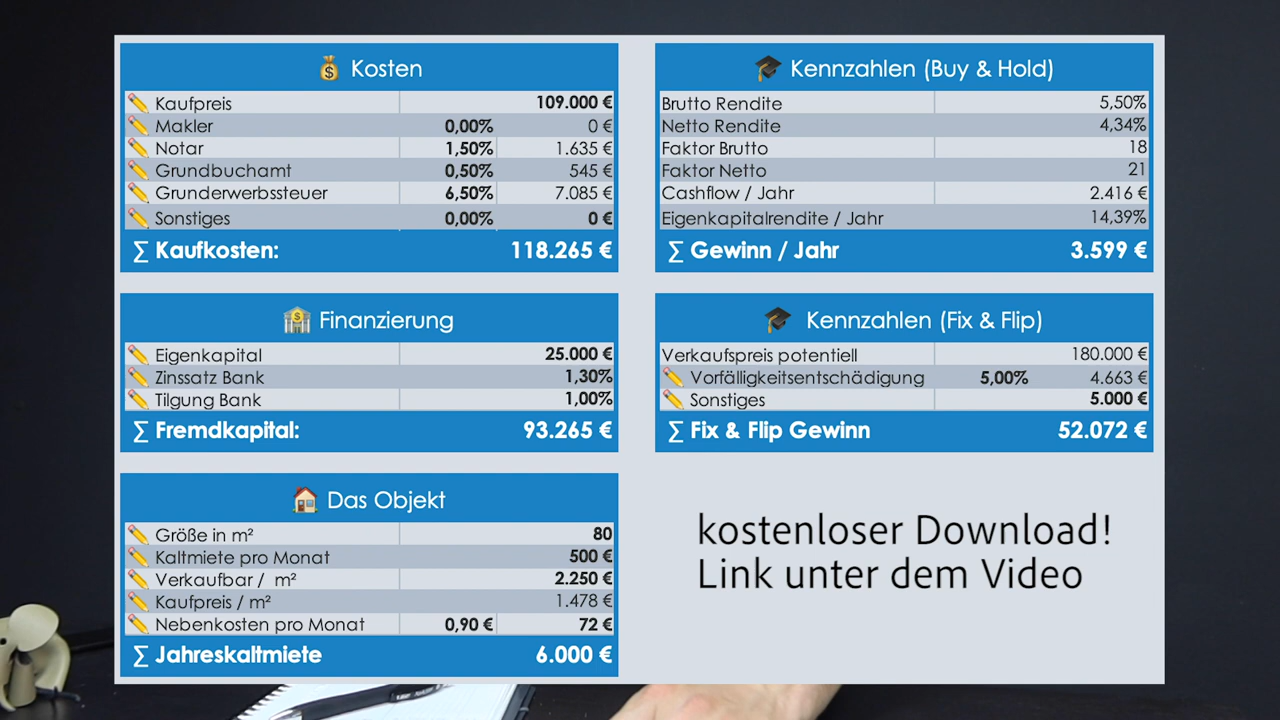 💰 Kosten
Kaufpreis 109.000 €
Makler 0,00% 0 €
Notar 1,50% 1.635 €
Grundbuchamt 0,50% 545 €
Grunderwerbssteuer 6,50% 7.085 €
Sonstiges 0,00% 0 €
∑ Kaufkosten: 118.265 €
🏦 Finanzierung
Eigenkapital 25.000 €
Zinssatz Bank 1,30%
Tilgung Bank 1,00%
∑ Fremdkapital: 93.265 €
🏠 Das Objekt
Größe in m² 80
Kaltmiete pro Monat 500 €
Verkaufbar / m² 2.250 €
Kaufpreis / m² 1.478 €
Nebenkosten pro Monat 0,90 € 72 €
∑ Jahreskaltmiete 6.000 €
🎓 Kennzahlen (Buy & Hold)
Brutto Rendite 5,50%
Netto Rendite 4,34%
Faktor Brutto 18
Faktor Netto 21
Cashflow / Jahr 2.416 €
Eigenkapitalrendite / Jahr 14,39%
∑ Gewinn / Jahr 3.599 €
🎓 Kennzahlen (Fix & Flip)
Verkaufspreis potentiell 180.000 €
Vorfälligkeitsentschädigung 5,00% 4.663 €
Sonstiges 5.000 €
∑ Fix & Flip Gewinn 52.072 €
kostenloser Download!
Link unter dem Video